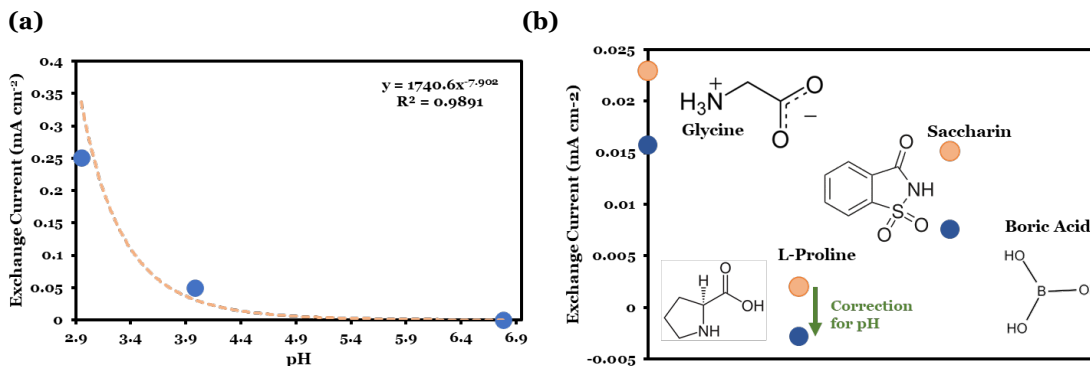 (a)
0.4
0.35
0.3
0.25
0.2
0.15
0.1
0.05
0
Exchange Current (mA cm-2)
y = 1740.6x-7.902
R2 = 0.9891
2.9
3.4
3.9
4.4
4.9
5.4
5.9
6.4
6.9
pH
(b)
0.025
0.02
0.015
0.01
0.005
0
-0.005
Exchange Current (mA cm-2)
H3N
+
O
O
−
Glycine
Saccharin
O
NH
S
O
O
L-Proline
H
O
OH
NH
Correction
for pH
Boric Acid
HO
B
O
HO